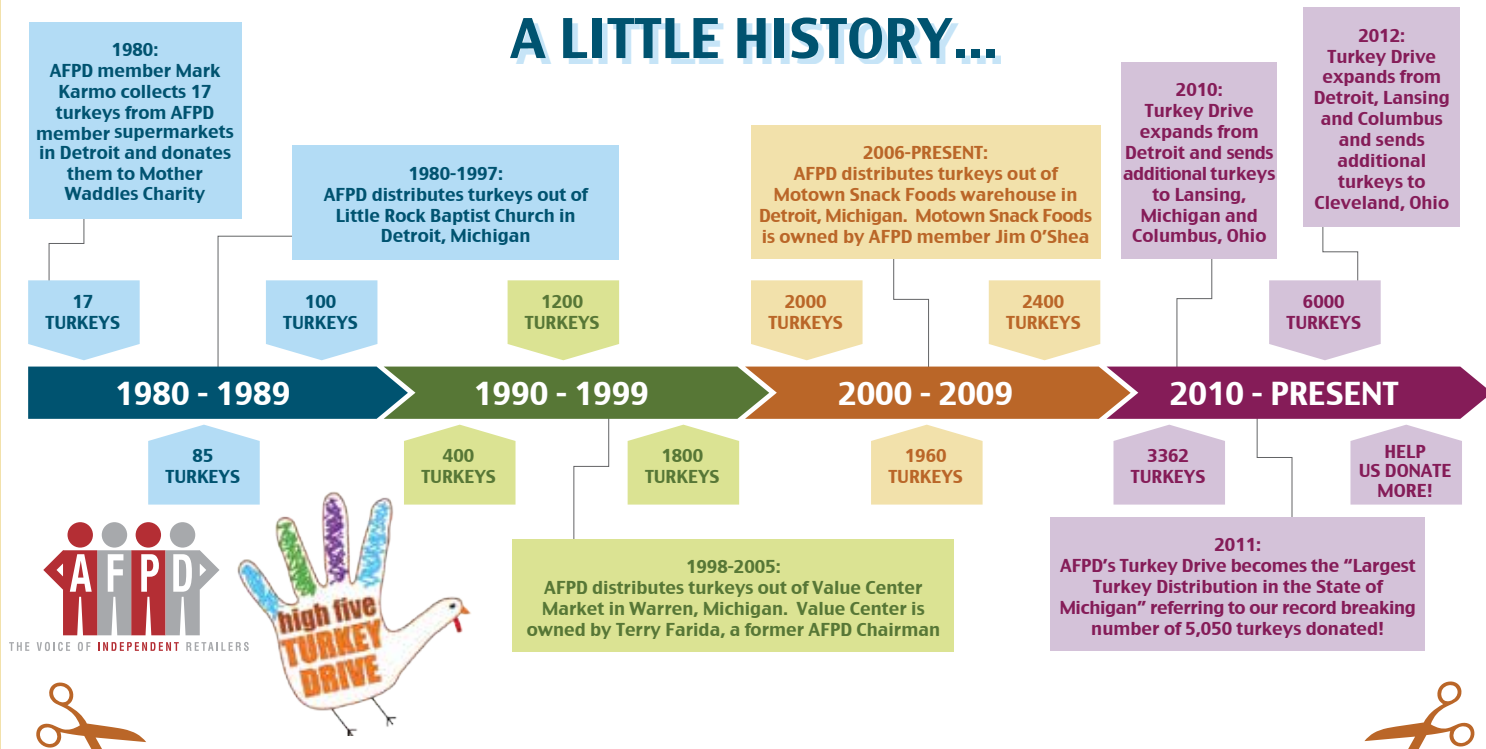 A LITTLE HISTORY...
1980:
AFPD member Mark
Karmo collects 17
turkeys from AFPD
member supermarkets
in Detroit and donates
them to Mother
Waddles Charity
1980-1997:
AFPD distributes turkeys out of
Little Rock Baptist Church in
Detroit, Michigan
2006-PRESENT:
AFPD distributes turkeys out of
Motown Snack Foods warehouse in
Detroit, Michigan. Motown Snack Foods
is owned by AFPD member Jim O'Shea
2010:
Turkey Drive
expands from
Detroit and sends
additional turkeys
to Lansing,
Michigan and
Columbus, Ohio
2012:
Turkey Drive
expands from
Detroit, Lansing
and Columbus
and sends
additional
turkeys to
Cleveland, Ohio
17
TURKEYS
100
TURKEYS
1200
TURKEYS
2000
TURKEYS
2400
TURKEYS
6000
TURKEYS
1980 - 1989
1990 - 1999
2000 - 2009
2010 - PRESENT
85
TURKEYS
400
TURKEYS
1800
TURKEYS
1960
TURKEYS
3362
TURKEYS
HELP
US DONATE
MORE!
AFPD
THE VOICE OF INDEPENDENT RETAILERS
high five
TURKEY
DRIVE
1998-2005:
AFPD distributes turkeys out of Value Center
Market in Warren, Michigan. Value Center is
owned by Terry Farida, a former AFPD Chairman
2011:
AFPD's Turkey Drive becomes the "Largest
Turkey Distribution in the State of
Michigan" referring to our record breaking
number of 5,050 turkeys donated!